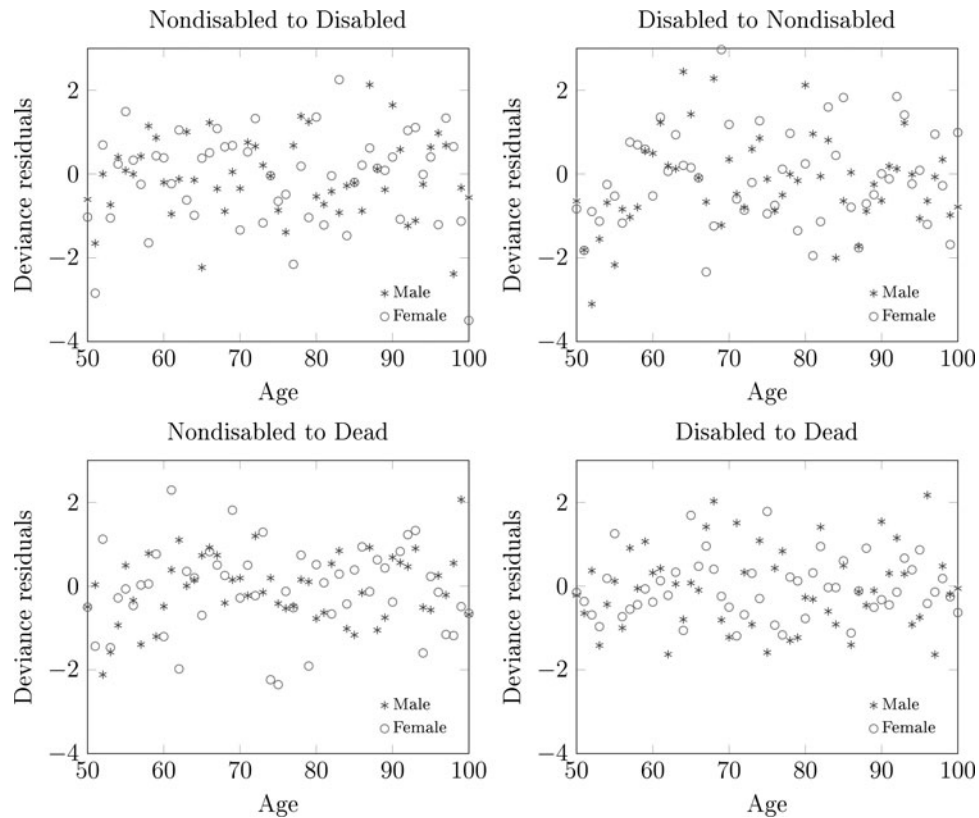 Nondisabled to Disabled
Deviance residuals
2
0
−2
−4
50
60
70
80
90
100
Age
Male
Female
Disabled to Nondisabled
Deviance residuals
2
0
−2
−4
50
60
70
80
90
100
Age
Male
Female
Nondisabled to Dead
Deviance residuals
2
0
−2
−4
50
60
70
80
90
100
Age
Male
Female
Disabled to Dead
Deviance residuals
2
0
−2
−4
50
60
70
80
90
100
Age
Male
Female